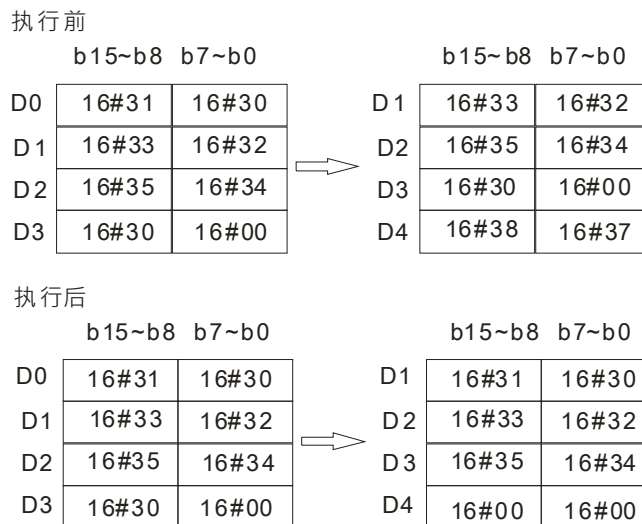 执行前
b15~b8 b7~b0 b15~b8 b7~b0
D0 16#31 16#30 D1 16#33 16#32
D1 16#33 16#32 D2 16#35 16#34
D2 16#35 16#34 D3 16#30 16#00
D3 16#30 16#00 D4 16#38 16#37
执行后
b15~b8 b7~b0 b15~b8 b7~b0
D0 16#31 16#30 D1 16#31 16#30
D1 16#33 16#32 D2 16#33 16#32
D2 16#35 16#34 D3 16#35 16#34
D3 16#30 16#00 D4 16#00 16#00